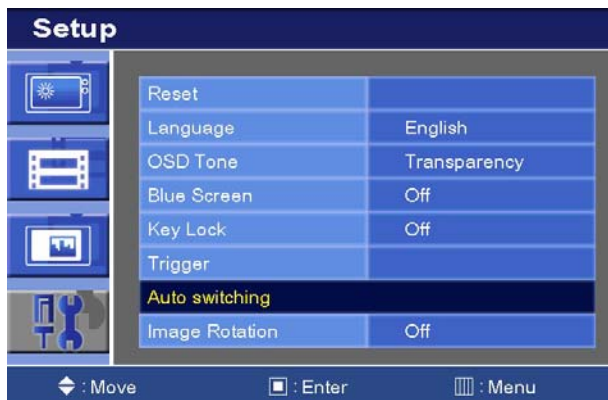 Setup
Reset
Language English
OSD Tone Transparency
Blue Screen Off
Key Lock Off
Trigger
Auto switching
Image Rotation Off
: Move : Enter : Menu